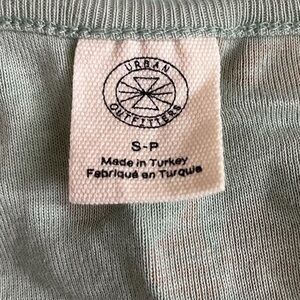 URBAN
OUTFITTERS
S-P
Made in Turkey
Fabriqué en Turquie